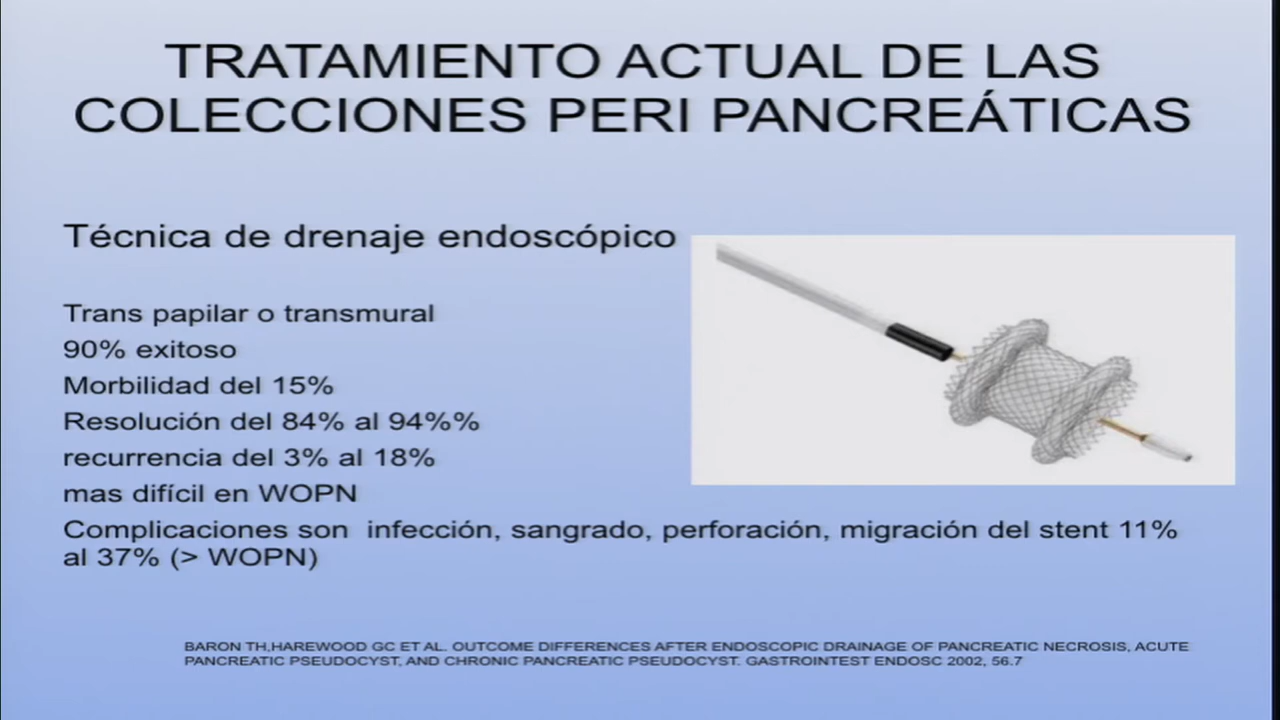 TRATAMIENTO ACTUAL DE LAS
COLECCIONES PERI PANCREÁTICAS
Técnica de drenaje endoscópico
Trans papilar o transmural
90% exitoso
Morbilidad del 15%
Resolución del 84% al 94%%
recurrencia del 3% al 18%
mas difícil en WOPN
Complicaciones son infección, sangrado, perforación, migración del stent 11%
al 37% (> WOPN)
BARON TH,HAREWOOD GC ET AL. OUTCOME DIFFERENCES AFTER ENDOSCOPIC DRAINAGE OF PANCREATIC NECROSIS, ACUTE
PANCREATIC PSEUDOCYST, AND CHRONIC PANCREATIC PSEUDOCYST. GASTROINTEST ENDOSC 2002, 56.7